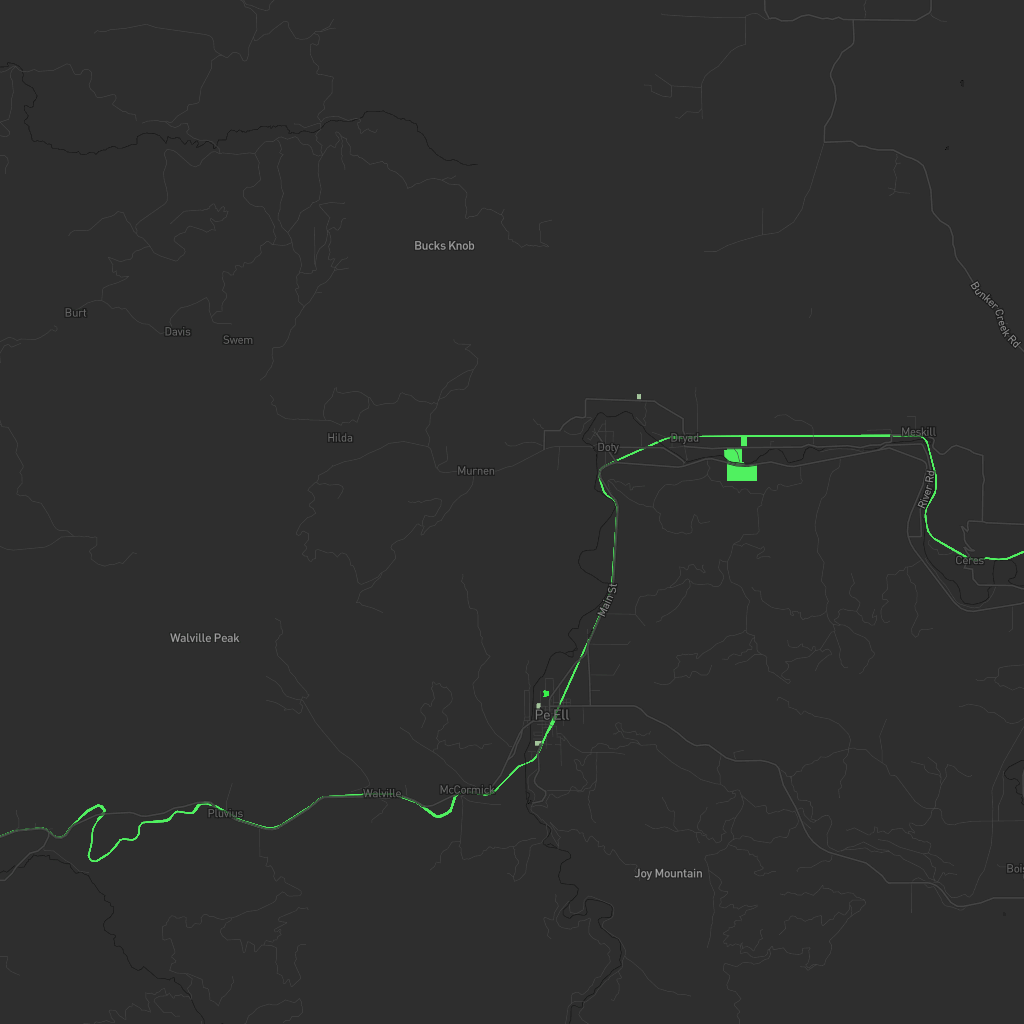 Bucks Knob
Bunker Creek Rd
Burt
Davis
Swem
Meskill
Hilda
Dryad
Doty
Murnen
River Rd
Ceres
Main St
Walville Peak
Pe Ell
McCormick
Walville
Pluvius
Joy Mountain
Bois